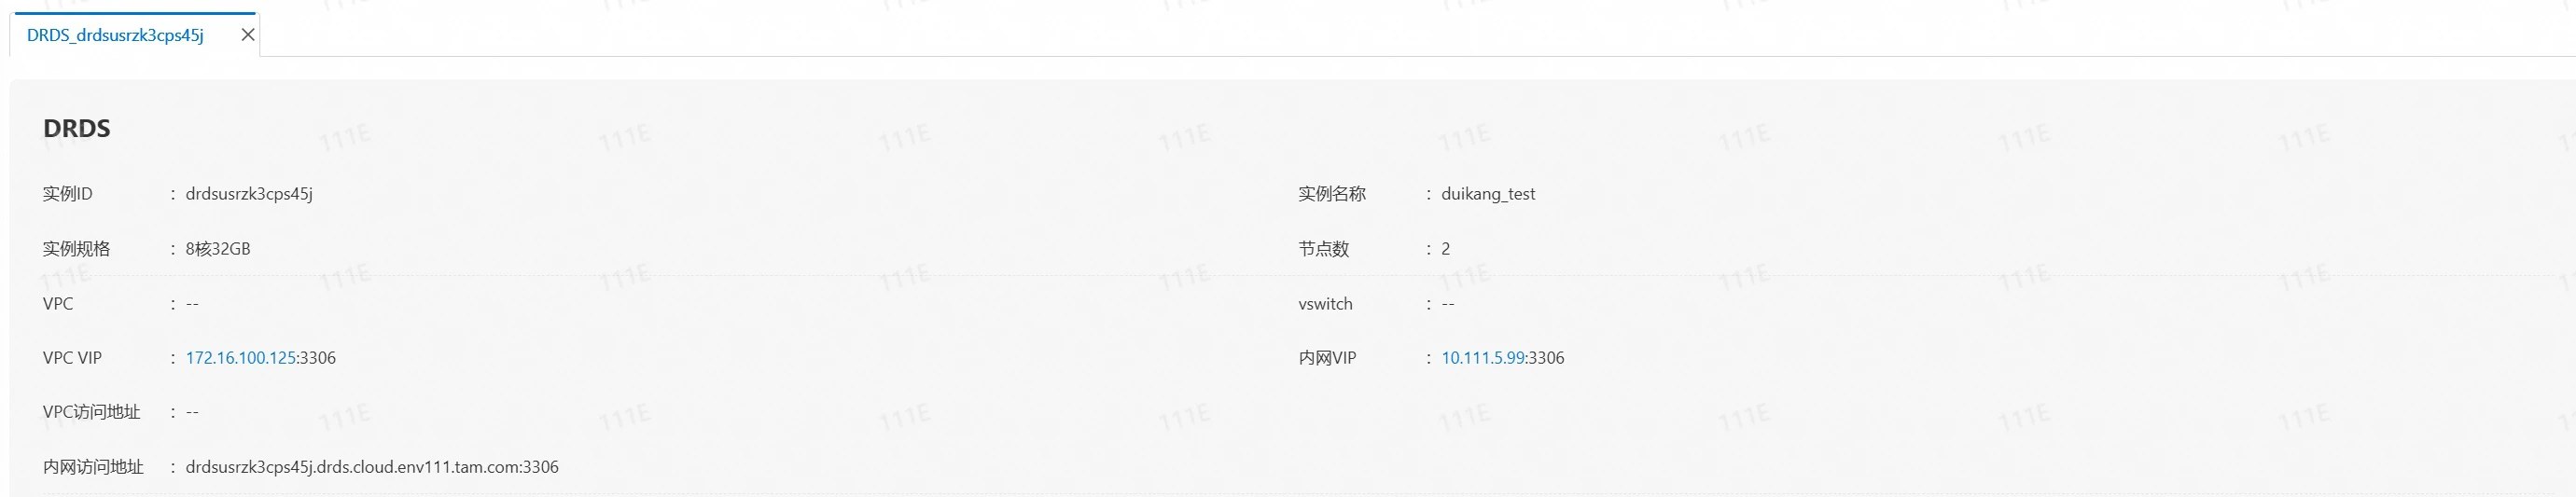 DRDS_drdsusrzk3cps45j
DRDS
实例ID : drdsusrzk3cps45j 实例名称 : duikang_test
实例规格 : 8核32GB 节点数 : 2
VPC : -- vswitch : --
VPC VIP : 172.16.100.125:3306 内网VIP : 10.111.5.99:3306
VPC访问地址 : --
内网访问地址 : drdsusrzk3cps45j.drds.cloud.env111.tam.com:3306
111E